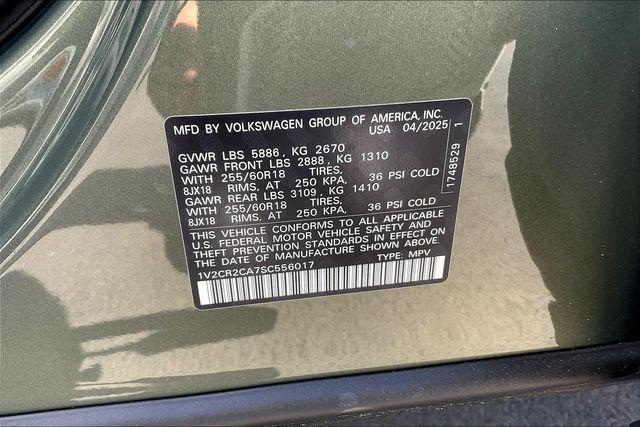 MFD BY VOLKSWAGEN GROUP OF AMERICA, INC.
USA 04/2025
GVWR LBS 5886, KG 2670
GAWR FRONT LBS 2888, KG 1310
WITH 255/60R18 TIRES,
8JX18 RIMS, AT 250 KPA, 36 PSI COLD
GAWR REAR LBS 3109, KG 1410
WITH 255/60R18 TIRES,
8JX18 RIMS, AT 250 KPA, 36 PSI COLD
THIS VEHICLE CONFORMS TO ALL APPLICABLE
U.S. FEDERAL MOTOR VEHICLE SAFETY AND
THEFT PREVENTION STANDARDS IN EFFECT ON
THE DATE OF MANUFACTURE SHOWN ABOVE.
1V2CR2CA7SC556017 TYPE: MPV
1748529 1